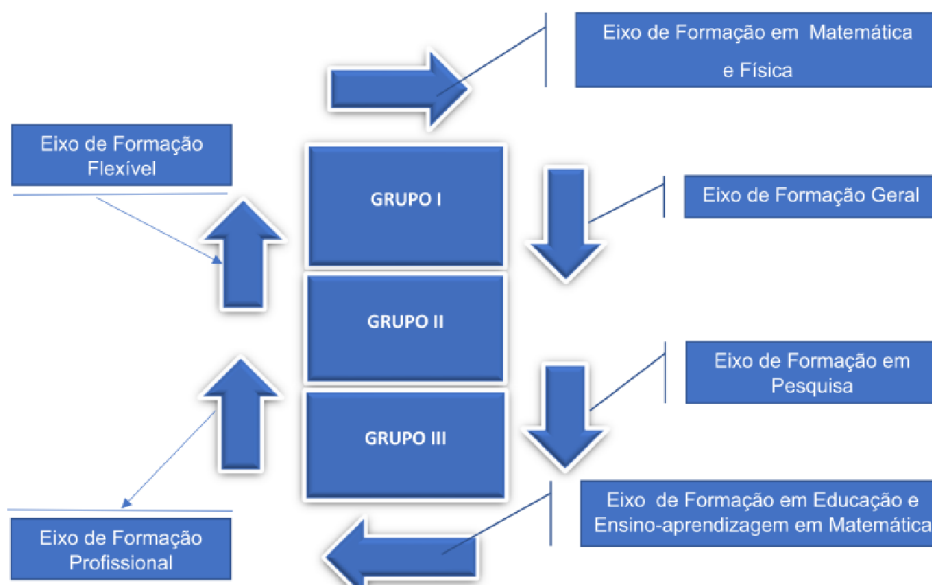 Eixo de Formação em Matemática
e Física
Eixo de Formação
Flexível
GRUPO I
Eixo de Formação Geral
GRUPO II
Eixo de Formação em
Pesquisa
GRUPO III
Eixo de Formação em Educação e
Ensino-aprendizagem em Matemática
Eixo de Formação
Profissional